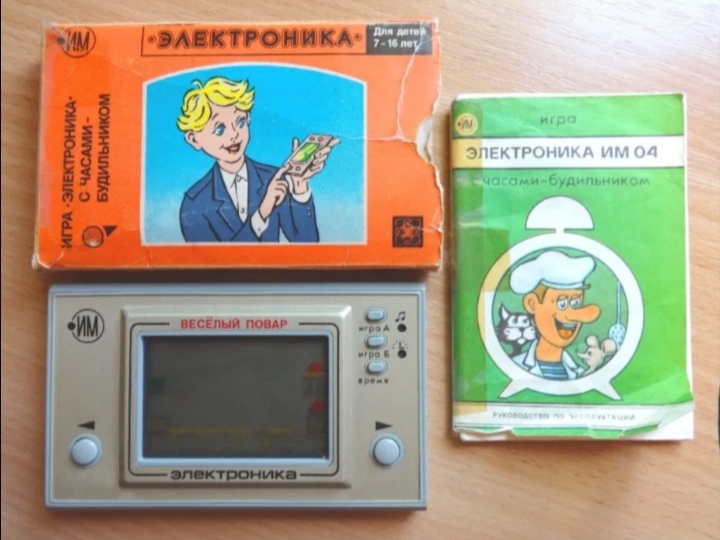 ИМ
·ЭЛЕКТРОНИКА·
Для детей
7-16 лет
ИГРА·ЭЛЕКТРОНИКА·
С ЧАСАМИ-
БУДИЛЬНИКОМ
игра
ЭЛЕКТРОНИКА ИМ 04
с часами-будильником
РУКОВОДСТВО ПО ЭКСПЛУАТАЦИИ
ИМ
ВЕСЁЛЫЙ ПОВАР
игра А
игра Б
время
электроника